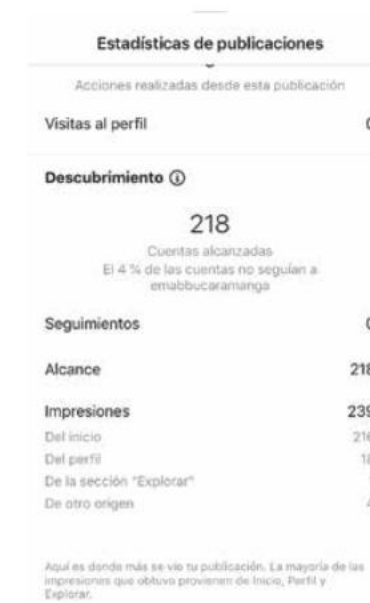 Estadísticas de publicaciones
Acciones realizadas desde esta publicación
Visitas al perfil
Descubrimiento
218
Cuentas alcanzadas
El 4 % de las cuentas no seguían a
emabbucaramanga
Seguimientos
Alcance 218
Impresiones 239
Del inicio 216
Del perfil 18
De la sección "Explorar"
De otro origen
Aquí es donde más se vio tu publicación. La mayoría de las
impresiones que obtuvo provienen de Inicio, Perfil y
Explorar.